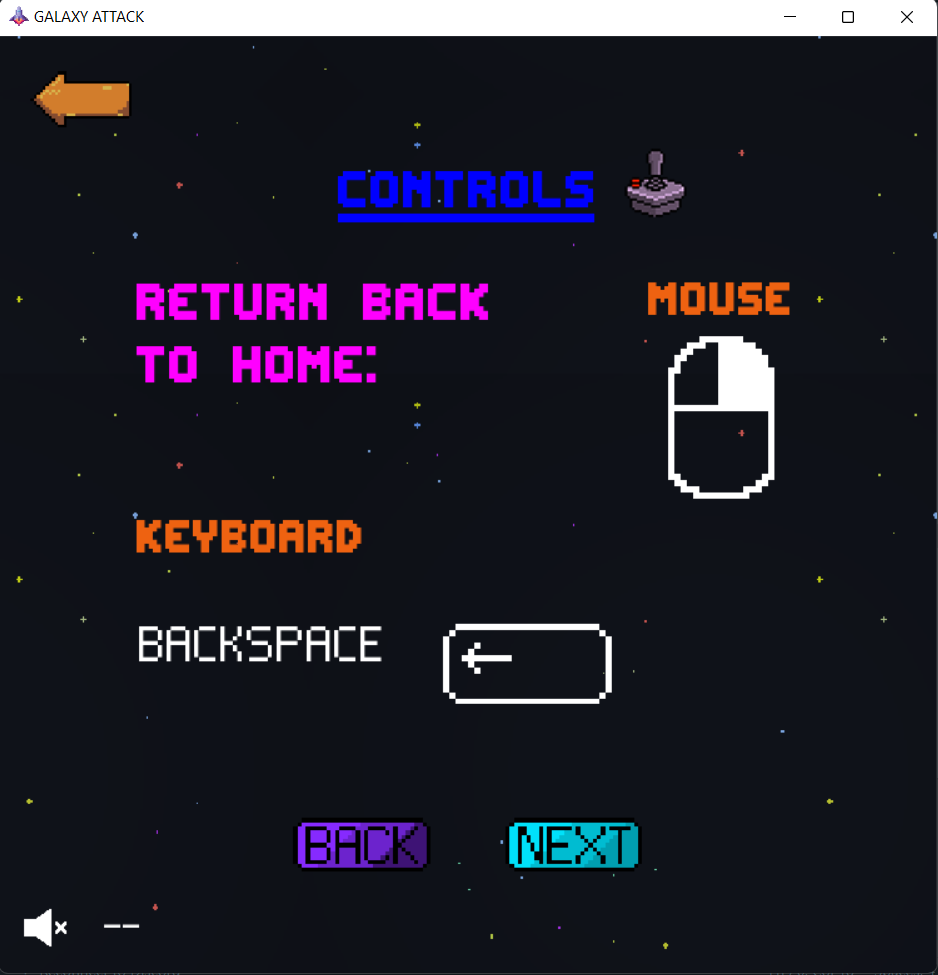 GALAXY ATTACK
CONTROLS
RETURN BACK
TO HOME:
MOUSE
KEYBOARD
BACKSPACE
BACK
NEXT
--